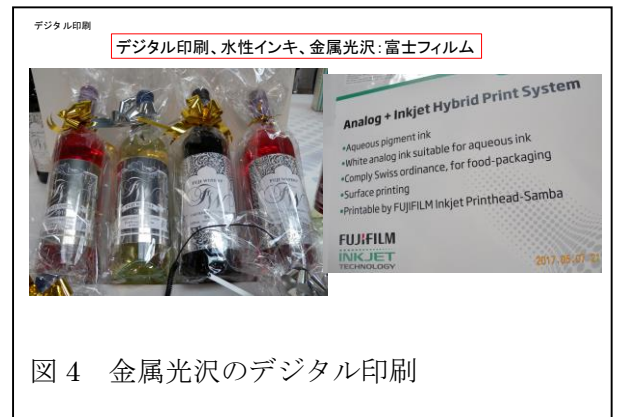 デジタル印刷
デジタル印刷、水性インキ、金属光沢：富士フィルム
Analog + Inkjet Hybrid Print System
•Aqueous pigment ink
•White analog ink suitable for aqueous ink
•Comply Swiss ordinance, for food-packaging
•Surface printing
•Printable by FUJIFILM Inkjet Printhead-Samba
FUJIFILM
INKJET
TECHNOLOGY
図 4　金属光沢のデジタル印刷